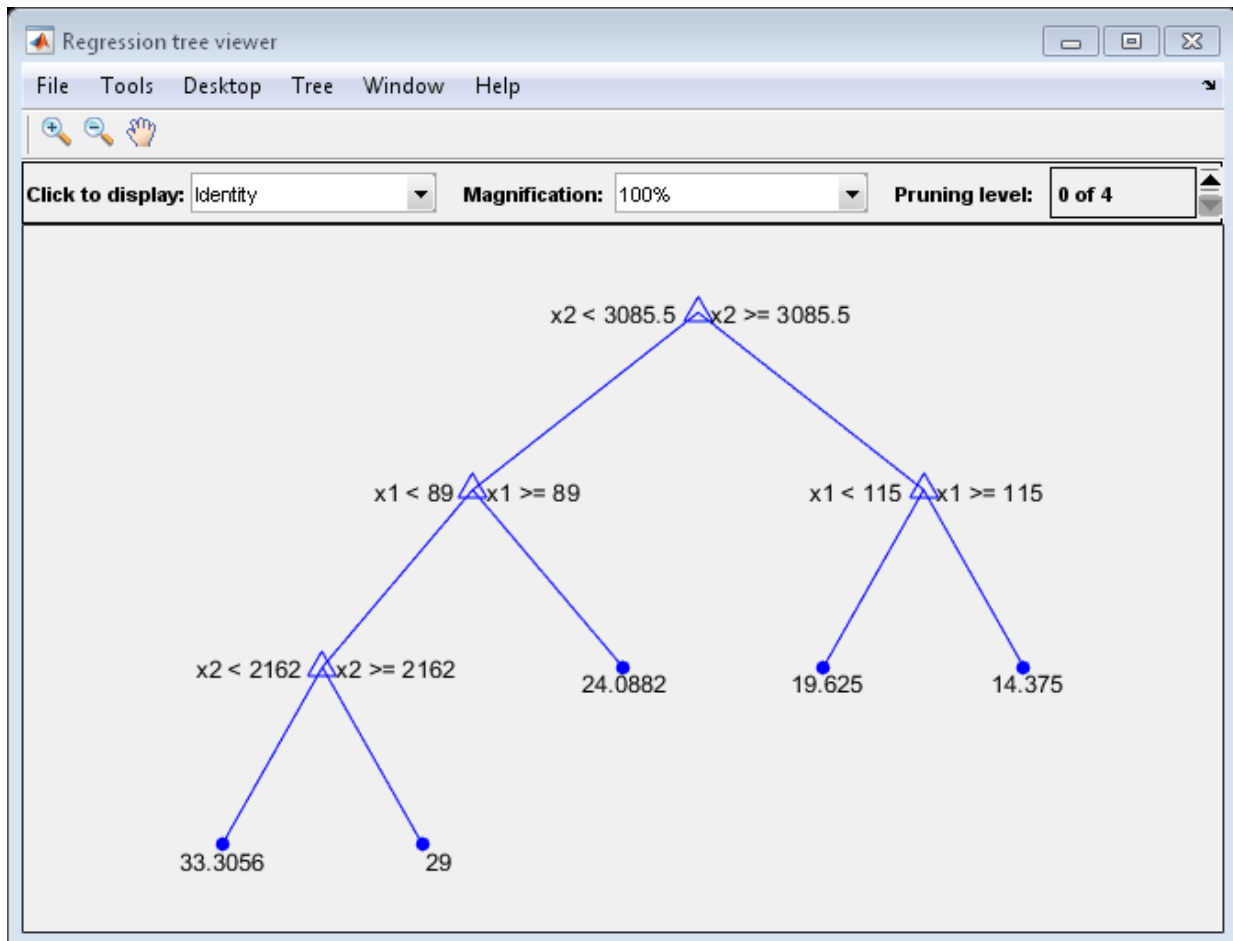 Regression tree viewer
File Tools Desktop Tree Window Help
Click to display: Identity Magnification: 100% Pruning level: 0 of 4
x2 < 3085.5 x2 >= 3085.5
x1 < 89 x1 >= 89 x1 < 115 x1 >= 115
x2 < 2162 x2 >= 2162 24.0882 19.625 14.375
33.3056 29